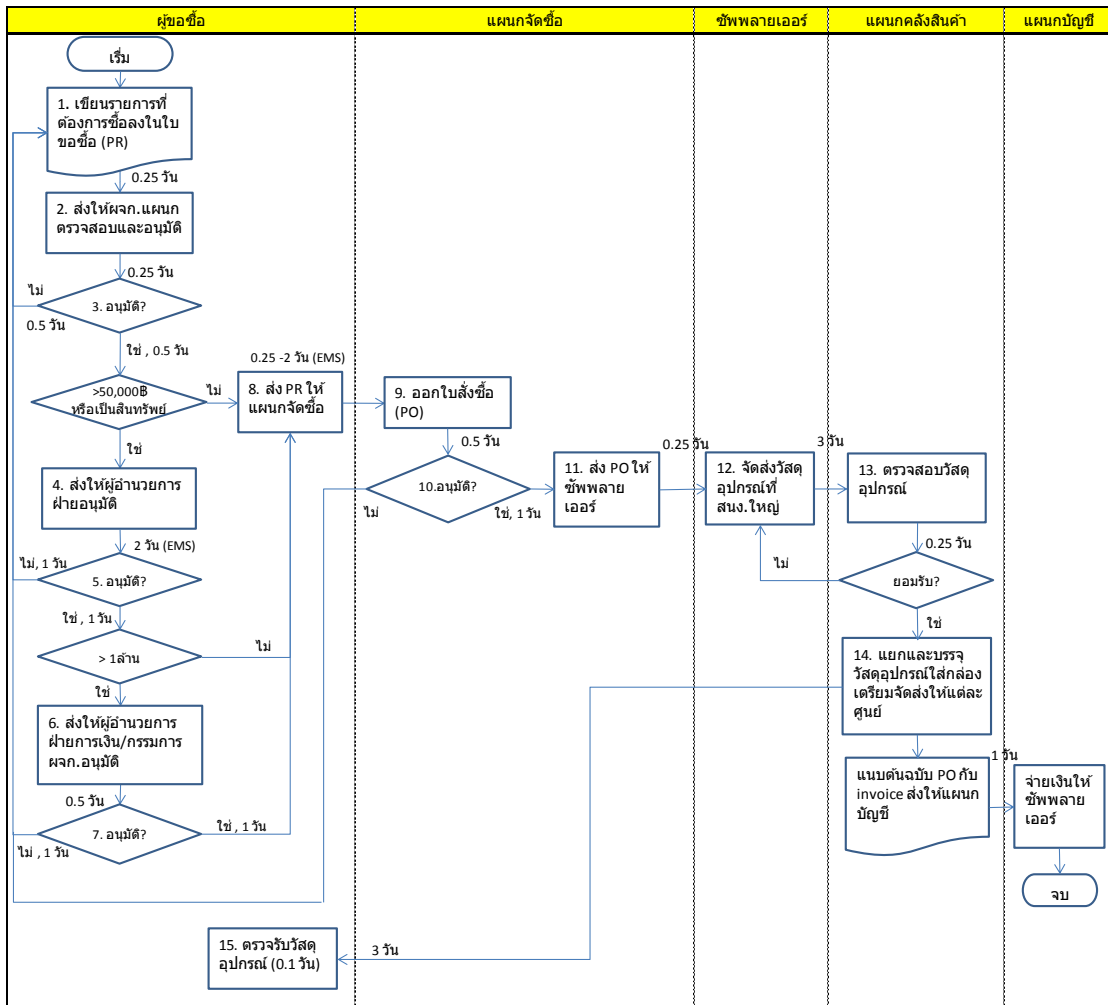 ผู้ขอซื้อ
แผนกจัดซื้อ
ซัพพลายเออร์
แผนกคลังสินค้า
แผนกบัญชี
เริ่ม
1. เขียนรายการที่
ต้องการซื้อลงในใบ
ขอซื้อ (PR)
0.25 วัน
2. ส่งให้ผจก.แผนก
ตรวจสอบและอนุมัติ
0.25 วัน
ไม่
3. อนุมัติ?
0.5 วัน
ใช่ , 0.5 วัน
>50,000฿
หรือเป็นสินทรัพย์
ไม่
ใช่
0.25 -2 วัน (EMS)
8. ส่ง PR ให้
แผนกจัดซื้อ
4. ส่งให้ผู้อำนวยการ
ฝ่ายอนุมัติ
2 วัน (EMS)
ไม่, 1 วัน
5. อนุมัติ?
ใช่ , 1 วัน
> 1ล้าน
ไม่
ใช่
6. ส่งให้ผู้อำนวยการ
ฝ่ายการเงิน/กรรมการ
ผจก.อนุมัติ
0.5 วัน
7. อนุมัติ?
ใช่ , 1 วัน
ไม่ , 1 วัน
9. ออกใบสั่งซื้อ
(PO)
0.5 วัน
10.อนุมัติ?
ไม่
ใช่, 1 วัน
11. ส่ง PO ให้
ซัพพลาย
เออร์
0.25 วัน
12. จัดส่งวัสดุ
อุปกรณ์ที่
สนง.ใหญ่
3 วัน
13. ตรวจสอบวัสดุ
อุปกรณ์
0.25 วัน
ไม่
ยอมรับ?
ใช่
14. แยกและบรรจุ
วัสดุอุปกรณ์ใส่กล่อง
เตรียมจัดส่งให้แต่ละ
ศูนย์
แนบต้นฉบับ PO กับ
invoice ส่งให้แผนก
บัญชี
1 วัน
จ่ายเงินให้
ซัพพลาย
เออร์
จบ
15. ตรวจรับวัสดุ
อุปกรณ์ (0.1 วัน)
3 วัน